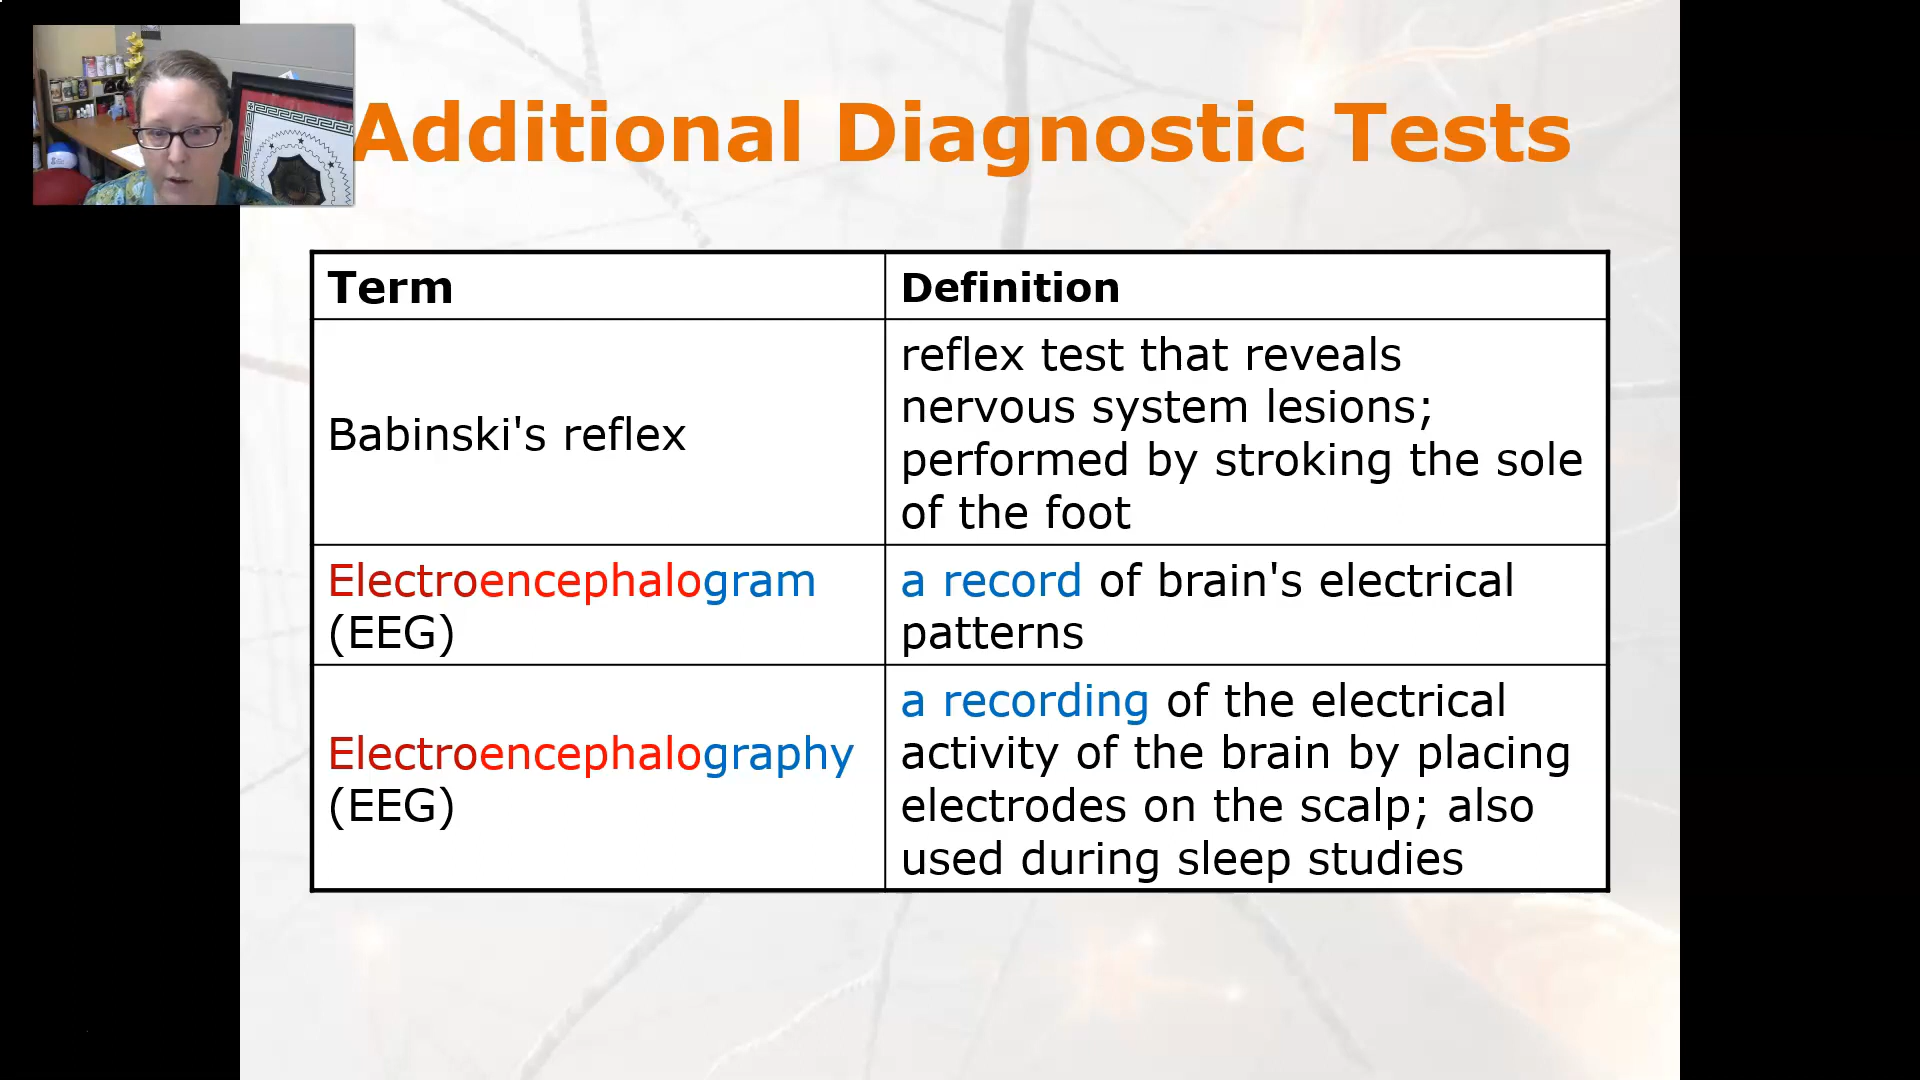 Additional Diagnostic Tests
Term
Definition
Babinski's reflex
reflex test that reveals
nervous system lesions;
performed by stroking the sole
of the foot
Electroencephalogram
(EEG)
a record of brain's electrical
patterns
Electroencephalography
(EEG)
a recording of the electrical
activity of the brain by placing
electrodes on the scalp; also
used during sleep studies